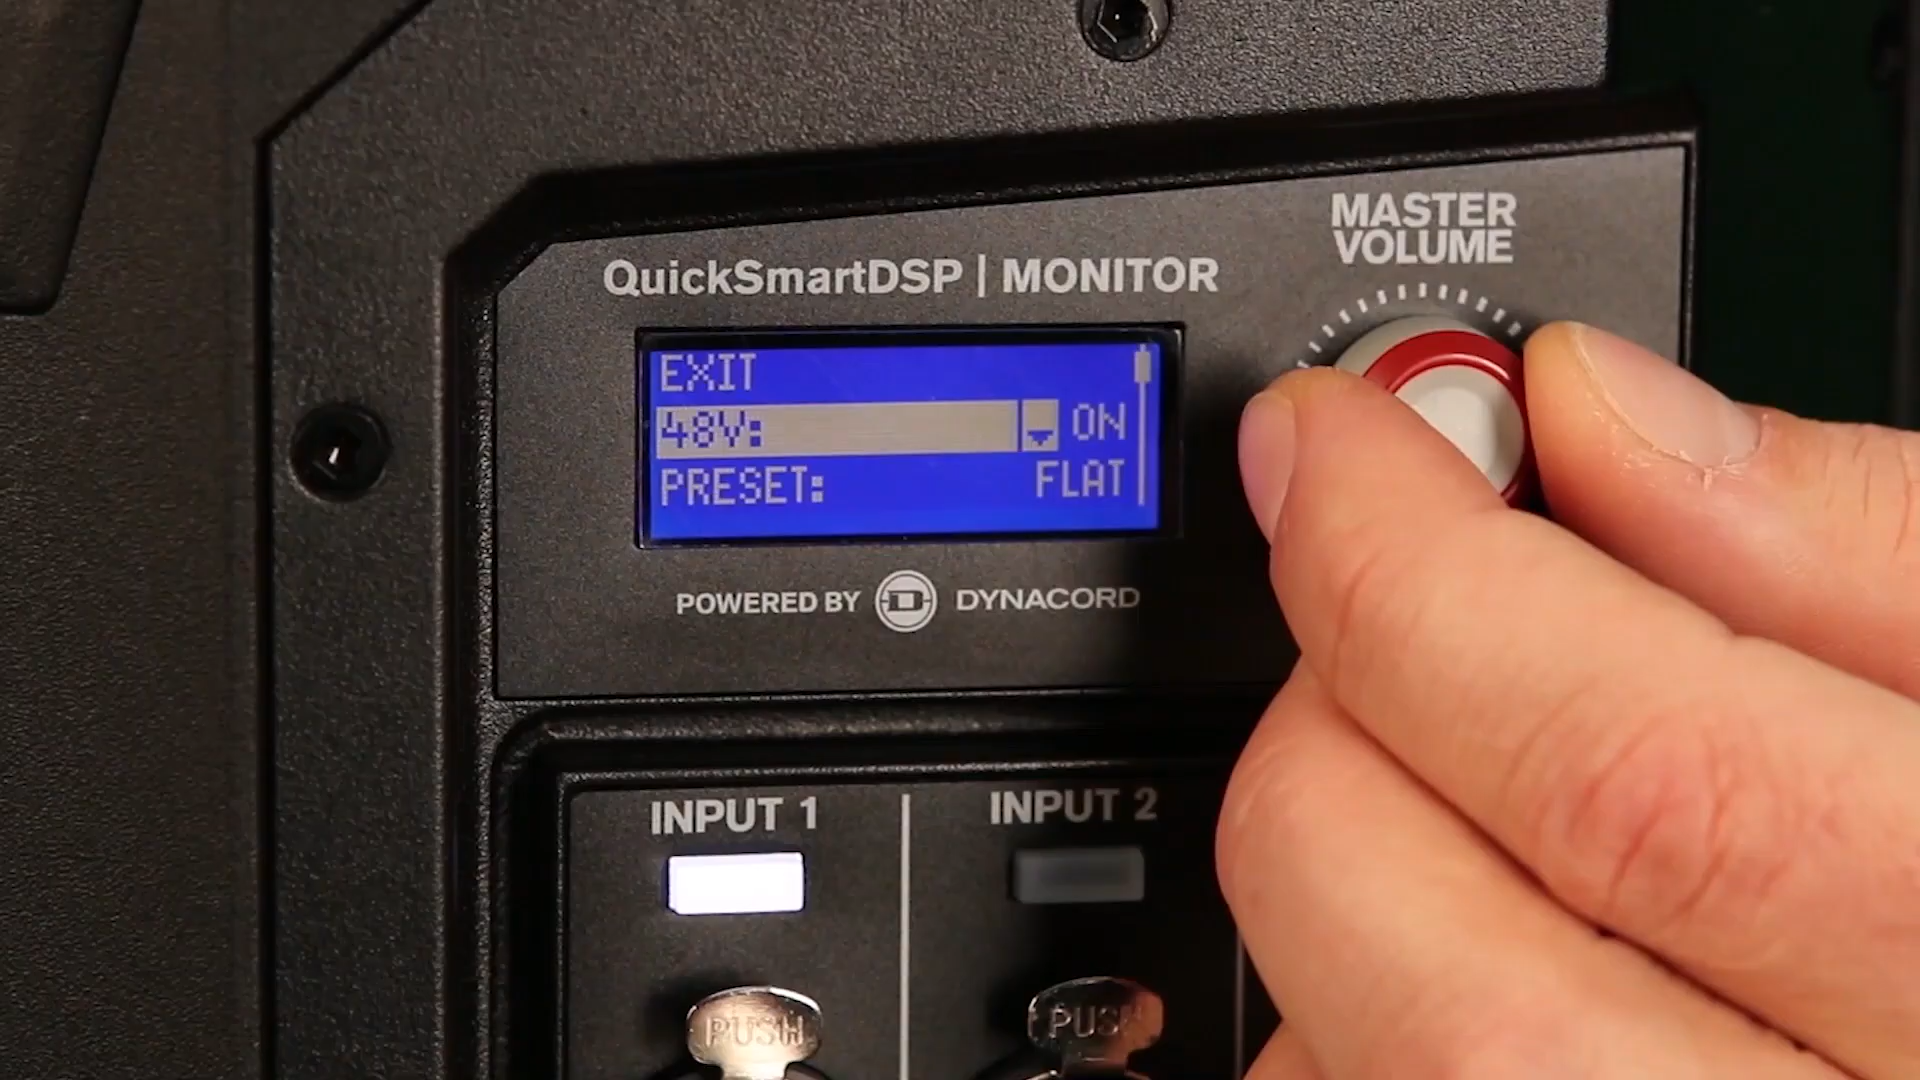 MASTER
VOLUME
QuickSmartDSP | MONITOR
EXIT
48V: ON
PRESET: FLAT
POWERED BY D DYNACORD
INPUT 1
INPUT 2
PUSH
PUSH